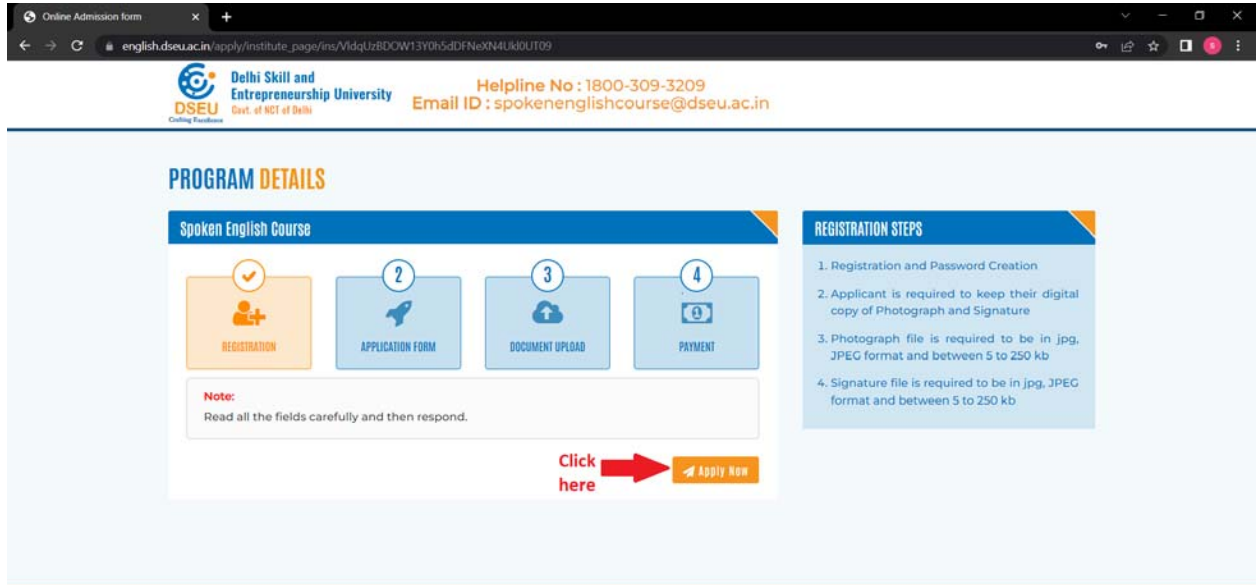 Online Admission form
english.dseu.ac.in/apply/institute_page/ins/VldqUzBDOW13Y0h5dDFNeXN4Ukl0UT09
S
DSEU
Crafting Excellence
Delhi Skill and
Entrepreneurship University
Govt. of NCT of Delhi
Helpline No : 1800-309-3209
Email ID : spokenenglishcourse@dseu.ac.in
PROGRAM DETAILS
Spoken English Course
REGISTRATION
2
APPLICATION FORM
3
DOCUMENT UPLOAD
4
PAYMENT
Note:
Read all the fields carefully and then respond.
Click
here
Apply Now
REGISTRATION STEPS
1. Registration and Password Creation
2. Applicant is required to keep their digital
copy of Photograph and Signature
3. Photograph file is required to be in jpg,
JPEG format and between 5 to 250 kb
4. Signature file is required to be in jpg, JPEG
format and between 5 to 250 kb